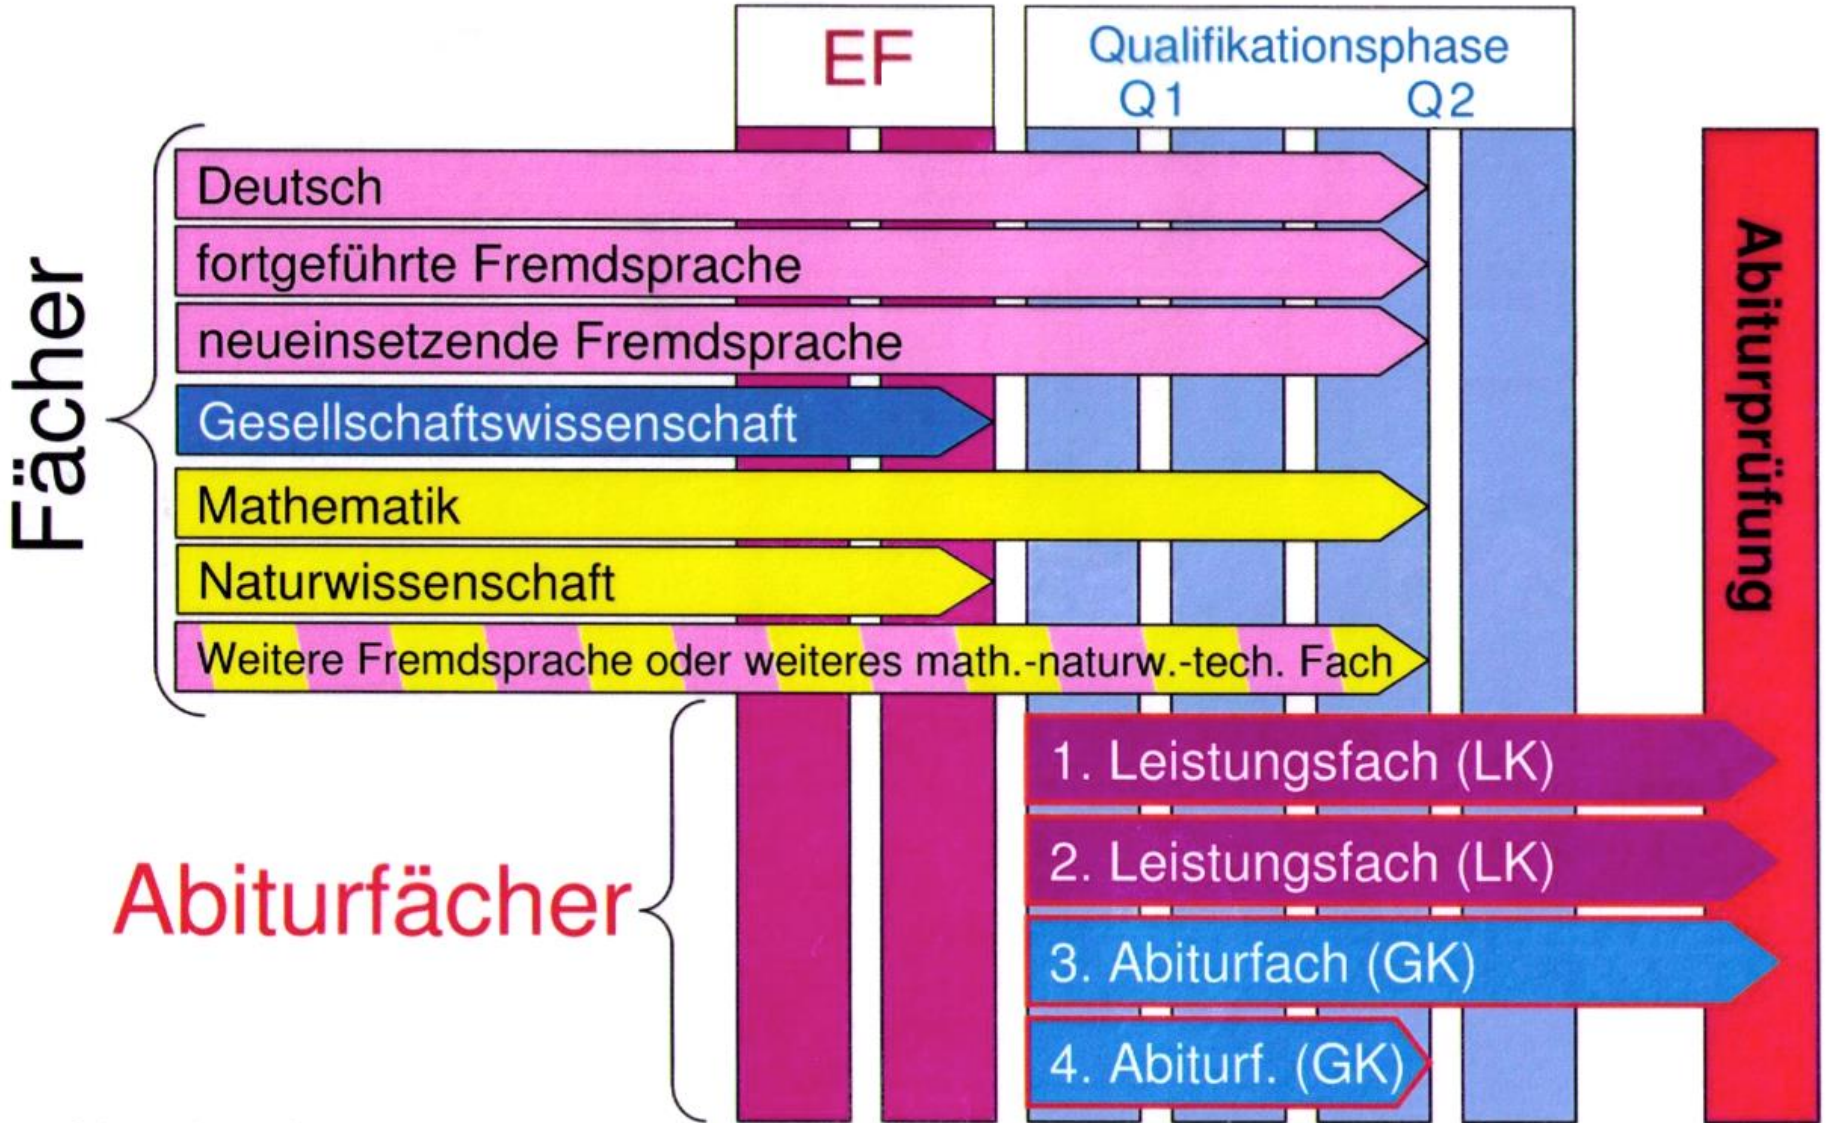 EF
Qualifikationsphase
Q1 Q2
Fächer
Deutsch
fortgeführte Fremdsprache
neueinsetzende Fremdsprache
Gesellschaftswissenschaft
Mathematik
Naturwissenschaft
Weitere Fremdsprache oder weiteres math.-naturw.-tech. Fach
Abiturprüfung
Abiturfächer
1. Leistungsfach (LK)
2. Leistungsfach (LK)
3. Abiturfach (GK)
4. Abiturf. (GK)